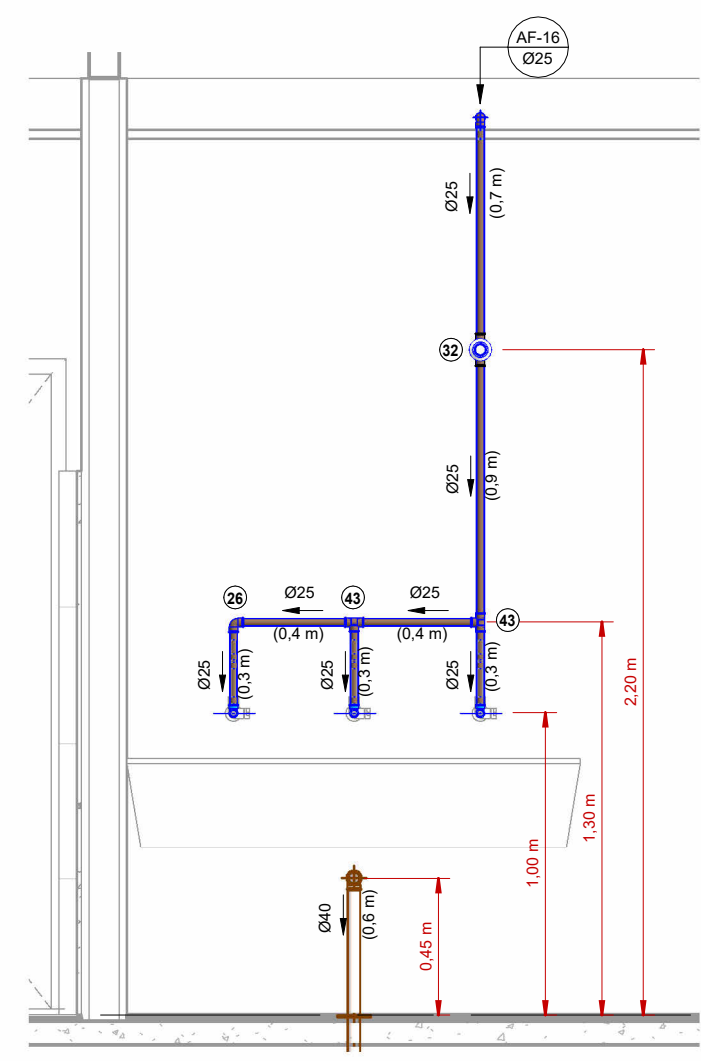 AF-16
Ø25
Ø25
(0,7 m)
32
Ø25
(0,9 m)
2,20 m
26
Ø25
43
Ø25
43
(0,4 m)
(0,4 m)
Ø25
(0,3 m)
Ø25
(0,3 m)
Ø25
(0,3 m)
1,30 m
1,00 m
Ø40
(0,6 m)
0,45 m